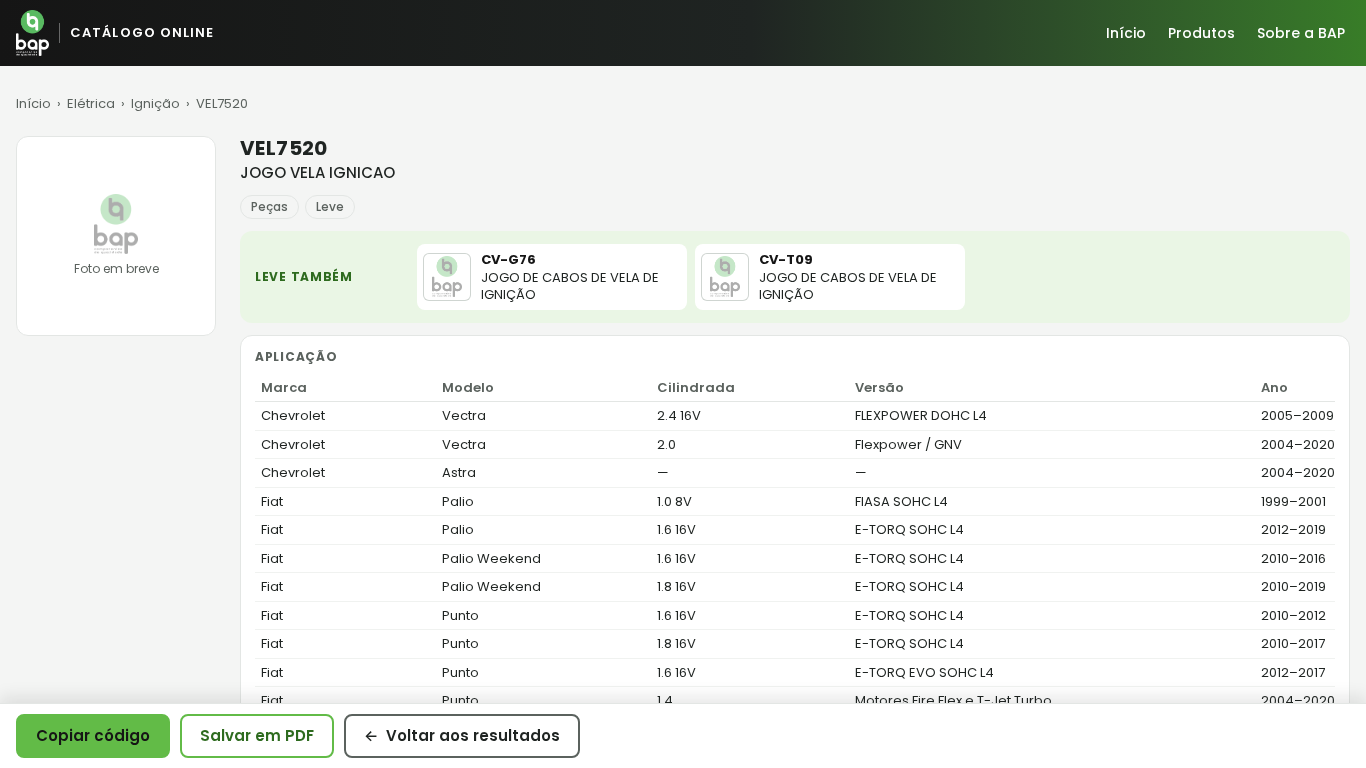 bap
CATÁLOGO ONLINE
Início
Produtos
Sobre a BAP
Início › Elétrica › Ignição › VEL7520
bap
Foto em breve
VEL7520
JOGO VELA IGNICAO
Peças
Leve
LEVE TAMBÉM
bap
CV-G76
JOGO DE CABOS DE VELA DE
IGNIÇÃO
bap
CV-T09
JOGO DE CABOS DE VELA DE
IGNIÇÃO
APLICAÇÃO
Marca Modelo Cilindrada Versão Ano
Chevrolet Vectra 2.4 16V FLEXPOWER DOHC L4 2005–2009
Chevrolet Vectra 2.0 Flexpower / GNV 2004–2020
Chevrolet Astra — — 2004–2020
Fiat Palio 1.0 8V FIASA SOHC L4 1999–2001
Fiat Palio 1.6 16V E-TORQ SOHC L4 2012–2019
Fiat Palio Weekend 1.6 16V E-TORQ SOHC L4 2010–2016
Fiat Palio Weekend 1.8 16V E-TORQ SOHC L4 2010–2019
Fiat Punto 1.6 16V E-TORQ SOHC L4 2010–2012
Fiat Punto 1.8 16V E-TORQ SOHC L4 2010–2017
Fiat Punto 1.6 16V E-TORQ EVO SOHC L4 2012–2017
Fiat Punto 1.4 Motores Fire Flex e T-Jet Turbo 2004–2020
Copiar código
Salvar em PDF
← Voltar aos resultados